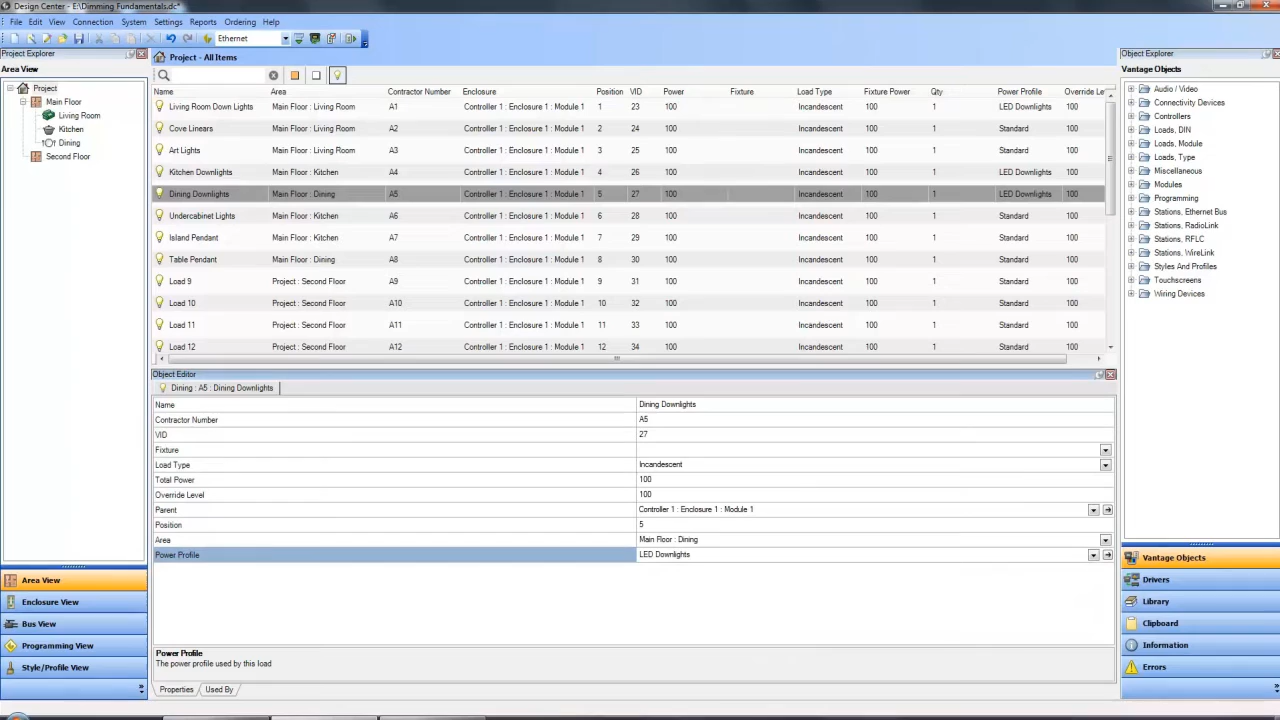 Design Center - E:\Dimming Fundamentals.dc*
File Edit View Connection System Settings Reports Ordering Help
Ethernet
Project Explorer
Area View
Project
Main Floor
Living Room
Kitchen
Dining
Second Floor
Area View
Enclosure View
Bus View
Programming View
Style/Profile View
Project - All Items
Name Area Contractor Number Enclosure Position VID Power Fixture Load Type Fixture Power Qty Power Profile Override Le
Living Room Down Lights Main Floor : Living Room A1 Controller 1 : Enclosure 1 : Module 1 1 23 100 Incandescent 100 1 LED Downlights 100
Cove Linears Main Floor : Living Room A2 Controller 1 : Enclosure 1 : Module 1 2 24 100 Incandescent 100 1 Standard 100
Art Lights Main Floor : Living Room A3 Controller 1 : Enclosure 1 : Module 1 3 25 100 Incandescent 100 1 Standard 100
Kitchen Downlights Main Floor : Kitchen A4 Controller 1 : Enclosure 1 : Module 1 4 26 100 Incandescent 100 1 LED Downlights 100
Dining Downlights Main Floor : Dining A5 Controller 1 : Enclosure 1 : Module 1 5 27 100 Incandescent 100 1 LED Downlights 100
Undercabinet Lights Main Floor : Kitchen A6 Controller 1 : Enclosure 1 : Module 1 6 28 100 Incandescent 100 1 Standard 100
Island Pendant Main Floor : Kitchen A7 Controller 1 : Enclosure 1 : Module 1 7 29 100 Incandescent 100 1 Standard 100
Table Pendant Main Floor : Dining A8 Controller 1 : Enclosure 1 : Module 1 8 30 100 Incandescent 100 1 Standard 100
Load 9 Project : Second Floor A9 Controller 1 : Enclosure 1 : Module 1 9 31 100 Incandescent 100 1 Standard 100
Load 10 Project : Second Floor A10 Controller 1 : Enclosure 1 : Module 1 10 32 100 Incandescent 100 1 Standard 100
Load 11 Project : Second Floor A11 Controller 1 : Enclosure 1 : Module 1 11 33 100 Incandescent 100 1 Standard 100
Load 12 Project : Second Floor A12 Controller 1 : Enclosure 1 : Module 1 12 34 100 Incandescent 100 1 Standard 100
Object Editor
Dining : A5 : Dining Downlights
Name Dining Downlights
Contractor Number A5
VID 27
Fixture
Load Type Incandescent
Total Power 100
Override Level 100
Parent Controller 1 : Enclosure 1 : Module 1
Position 5
Area Main Floor : Dining
Power Profile LED Downlights
Power Profile
The power profile used by this load
Properties Used By
Object Explorer
Vantage Objects
Audio / Video
Connectivity Devices
Controllers
Loads, DIN
Loads, Module
Loads, Type
Miscellaneous
Modules
Programming
Stations, Ethernet Bus
Stations, RadioLink
Stations, RFLC
Stations, WireLink
Styles And Profiles
Touchscreens
Wiring Devices
Vantage Objects
Drivers
Library
Clipboard
Information
Errors